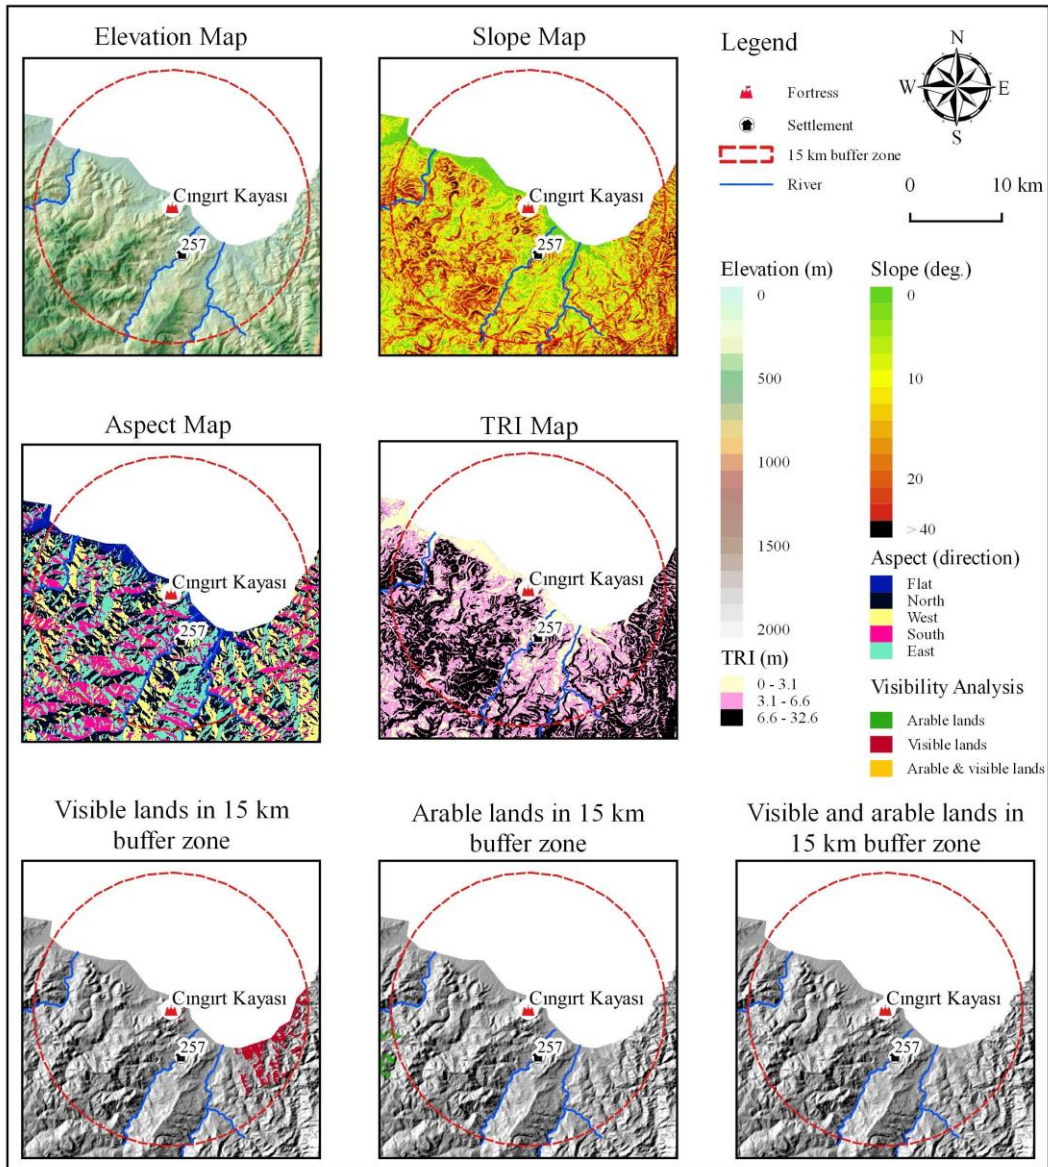 Elevation Map
Cıngırt Kayası
257
Slope Map
Cıngırt Kayası
257
Legend
Fortress
Settlement
15 km buffer zone
River
N
W
E
S
0
10 km
Elevation (m)
0
500
1000
1500
2000
Slope (deg.)
0
10
20
> 40
Aspect (direction)
Flat
North
West
South
East
TRI (m)
0 - 3.1
3.1 - 6.6
6.6 - 32.6
Visibility Analysis
Arable lands
Visible lands
Arable & visible lands
Aspect Map
Cıngırt Kayası
257
TRI Map
Cıngırt Kayası
257
Visible lands in 15 km
buffer zone
Cıngırt Kayası
257
Arable lands in 15 km
buffer zone
Cıngırt Kayası
257
Visible and arable lands in
15 km buffer zone
Cıngırt Kayası
257